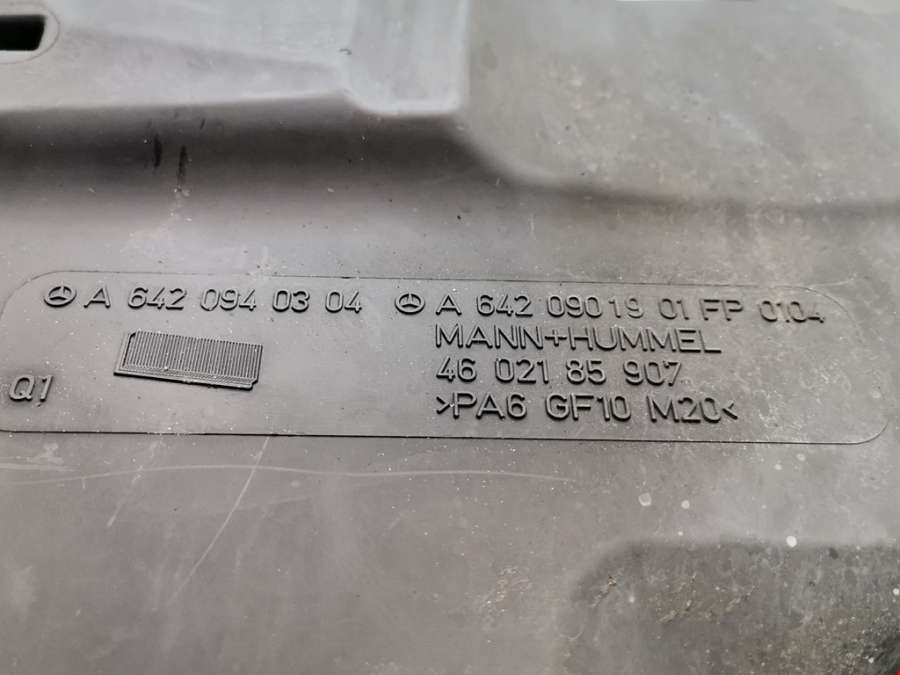 A 642 094 03 04
A 642 090 19 01 FP 01.04
MANN+HUMMEL
46 021 85 907
>PA6 GF10 M20<
Q1